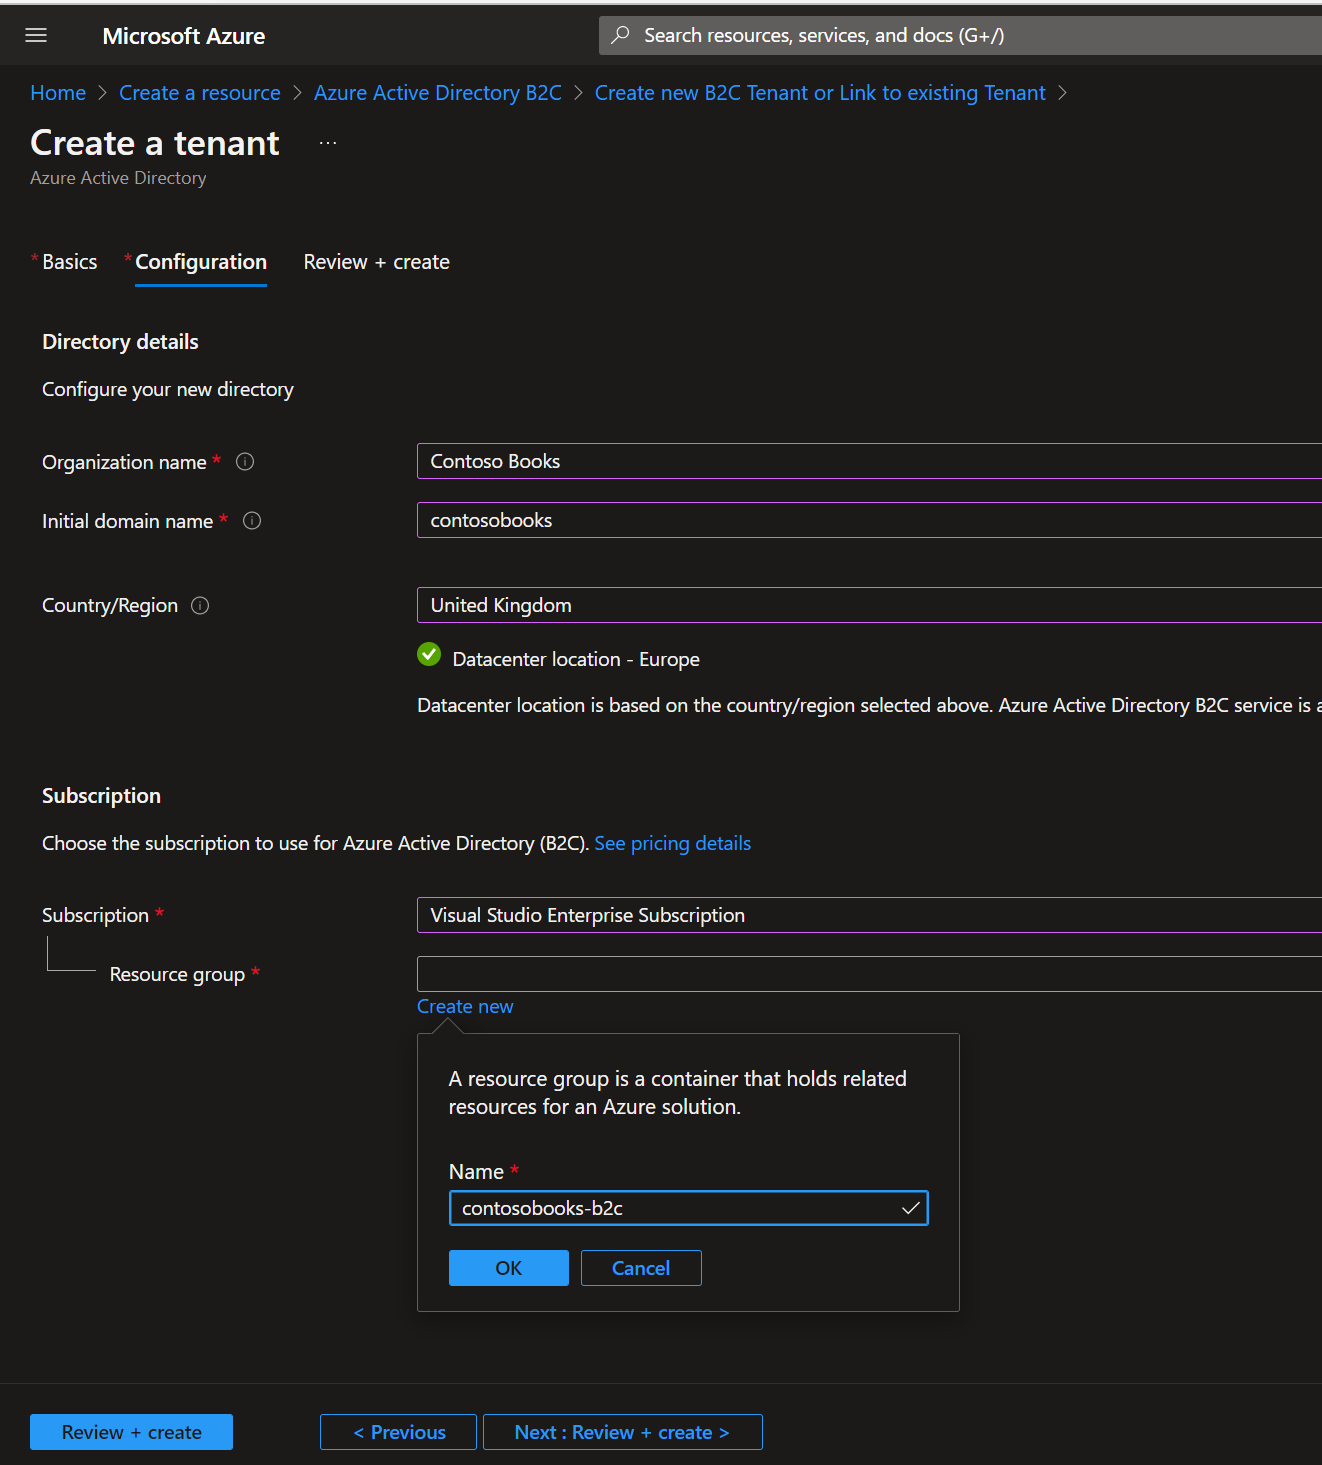 Microsoft Azure
Search resources, services, and docs (G+/)
Home > Create a resource > Azure Active Directory B2C > Create new B2C Tenant or Link to existing Tenant >
Create a tenant ...
Azure Active Directory
* Basics * Configuration Review + create
Directory details
Configure your new directory
Organization name *
Contoso Books
Initial domain name *
contosobooks
Country/Region
United Kingdom
Datacenter location - Europe
Datacenter location is based on the country/region selected above. Azure Active Directory B2C service is a
Subscription
Choose the subscription to use for Azure Active Directory (B2C). See pricing details
Subscription *
Visual Studio Enterprise Subscription
Resource group *
Create new
A resource group is a container that holds related
resources for an Azure solution.
Name *
contosobooks-b2c
OK Cancel
Review + create < Previous Next : Review + create >